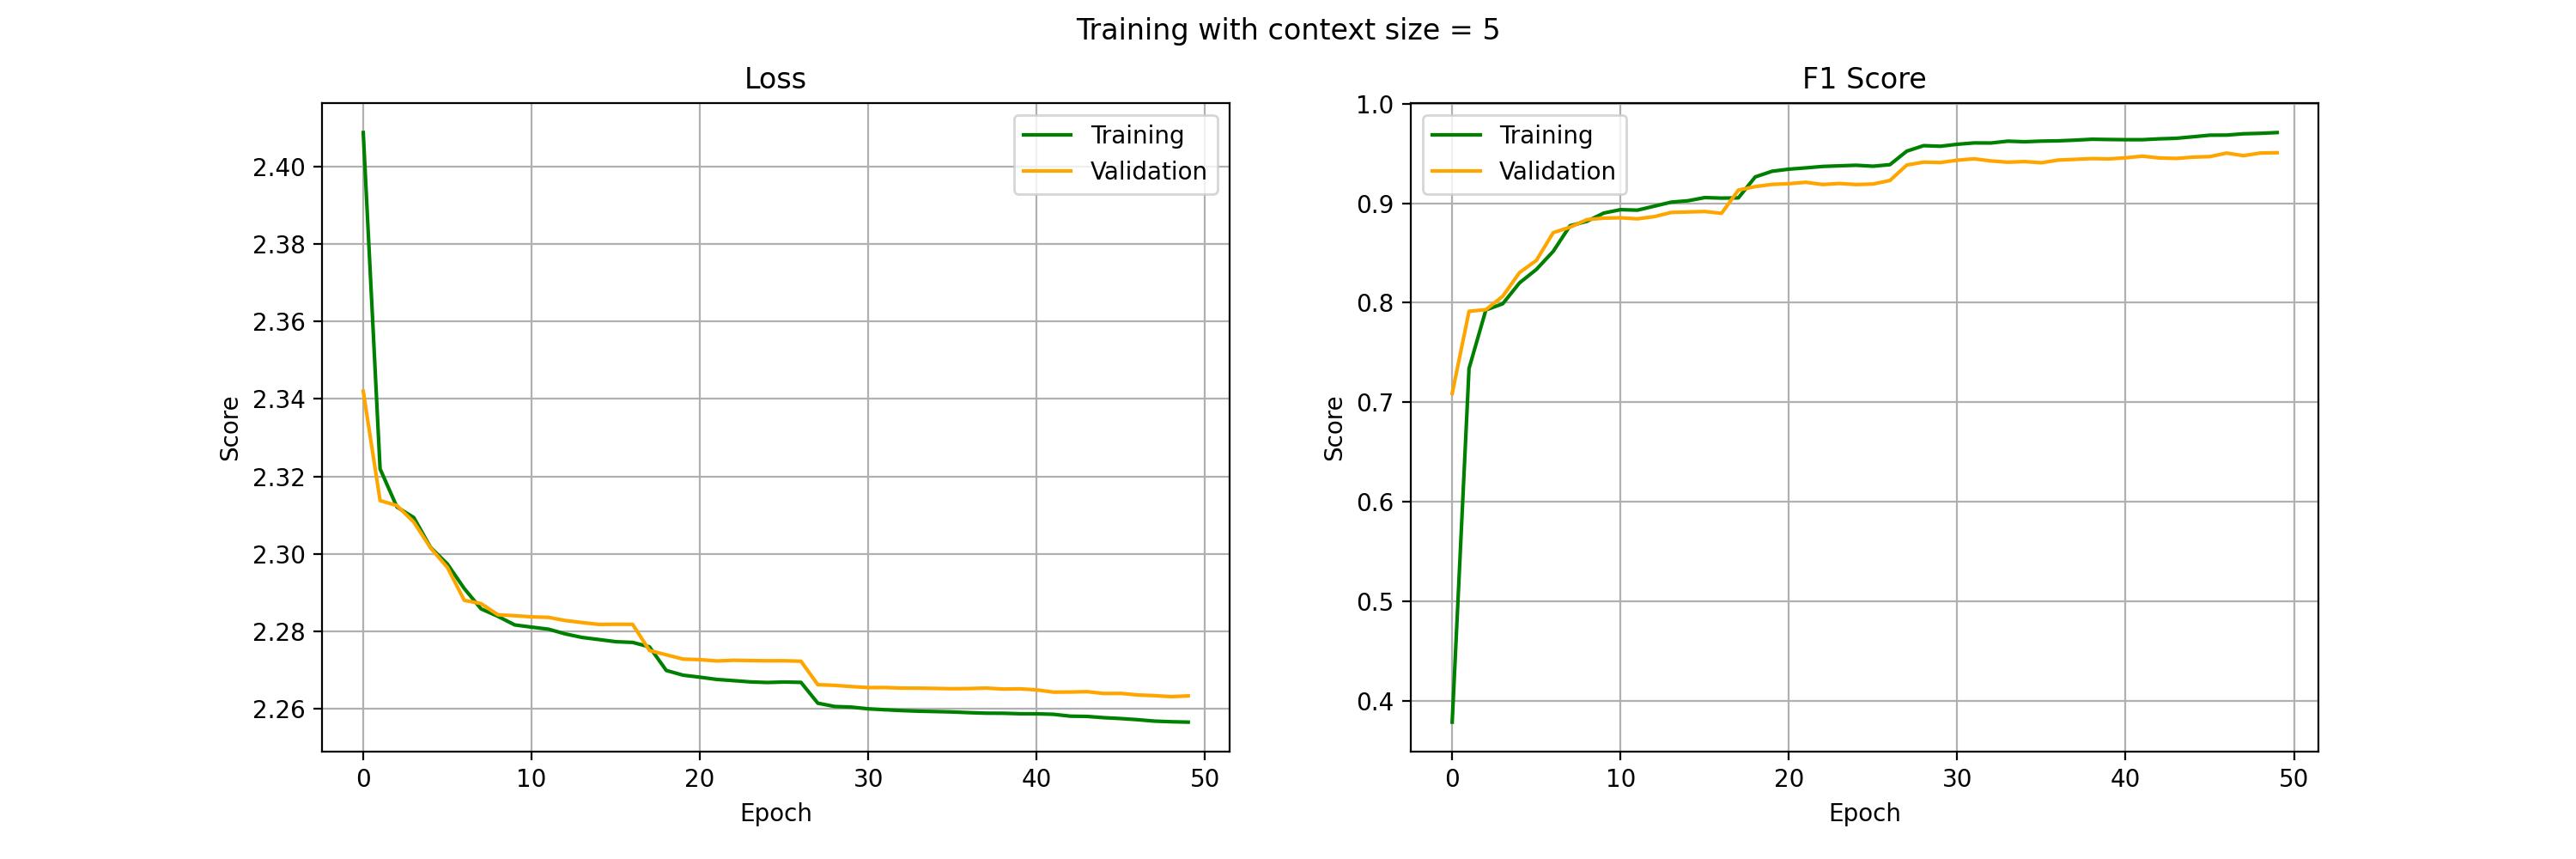 Training with context size = 5
Loss
Training
Validation
2.40
2.38
2.36
2.34
2.32
2.30
2.28
2.26
Score
0 10 20 30 40 50
Epoch
F1 Score
Training
Validation
1.0
0.9
0.8
0.7
0.6
0.5
0.4
Score
0 10 20 30 40 50
Epoch